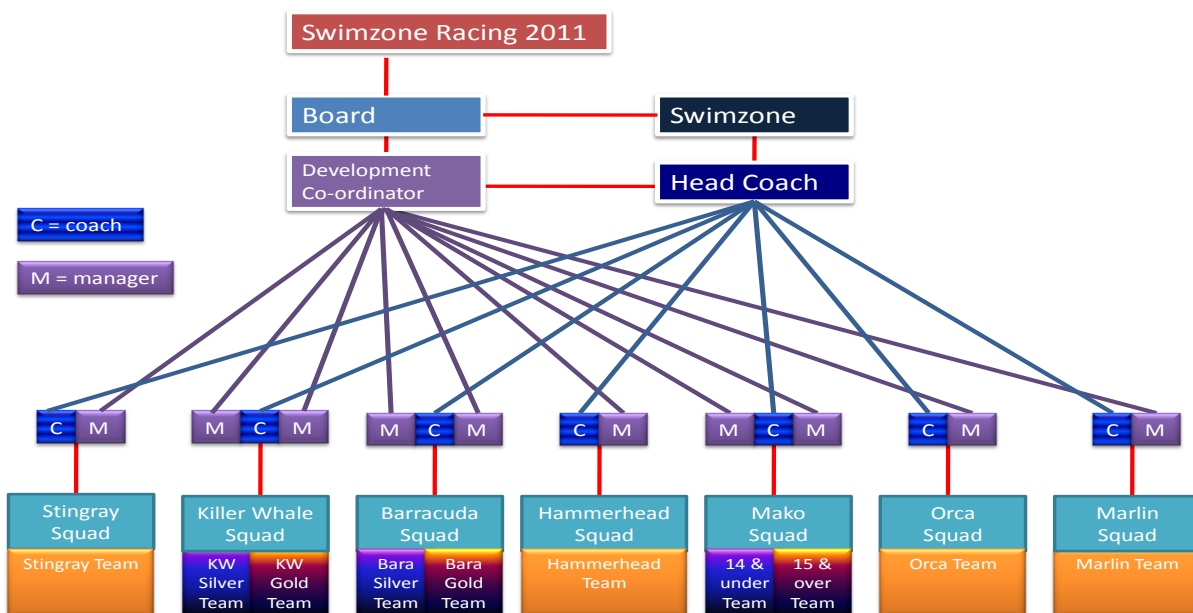 Swimzone Racing 2011
Board
Swimzone
Development
Co-ordinator
Head Coach
C = coach
M = manager
C M
M C M
M C M
C M
M C M
C M
C M
Stingray
Squad
Killer Whale
Squad
Barracuda
Squad
Hammerhead
Squad
Mako
Squad
Orca
Squad
Marlin
Squad
Stingray Team
KW
Silver
Team
KW
Gold
Team
Bara
Silver
Team
Bara
Gold
Team
Hammerhead
Team
14 &
under
Team
15 &
over
Team
Orca Team
Marlin Team